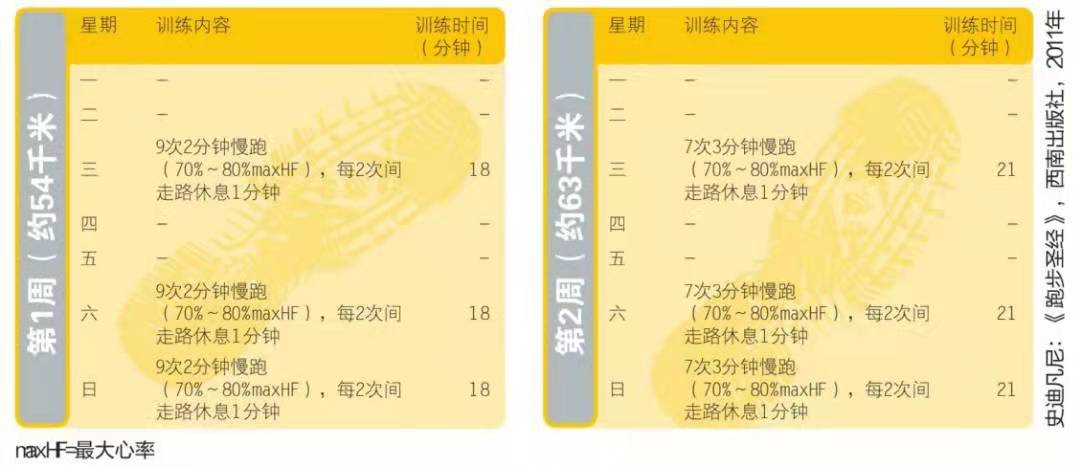 第1周（约54千米）
星期 训练内容 训练时间
（分钟）
一 – –
二 – –
9次2分钟慢跑
三 （70%～80%maxHF），每2次间 18
走路休息1分钟
四 – –
五 – –
9次2分钟慢跑
六 （70%～80%maxHF），每2次间 18
走路休息1分钟
9次2分钟慢跑
日 （70%～80%maxHF），每2次间 18
走路休息1分钟
第2周（约63千米）
星期 训练内容 训练时间
（分钟）
一 – –
二 – –
7次3分钟慢跑
三 （70%～80%maxHF），每2次间 21
走路休息1分钟
四 – –
五 – –
7次3分钟慢跑
六 （70%～80%maxHF），每2次间 21
走路休息1分钟
7次3分钟慢跑
日 （70%～80%maxHF），每2次间 21
走路休息1分钟
史迪凡尼：《跑步圣经》，西南出版社，2011年
naxHF=最大心率